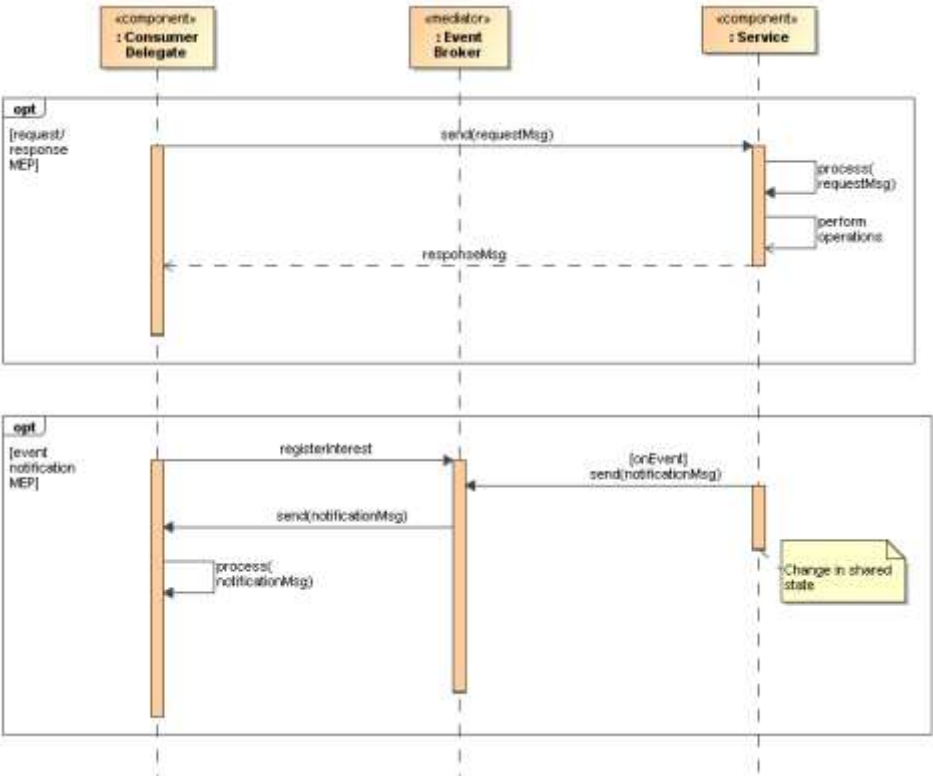 «component»
: Consumer
Delegate
«mediator»
: Event
Broker
«component»
: Service
opt
[request/
response
MEP]
send(requestMsg)
process(
requestMsg)
perform
operations
responseMsg
opt
[event
notification
MEP]
registerInterest
[onEvent]
send(notificationMsg)
send(notificationMsg)
process(
notificationMsg)
Change in shared
state